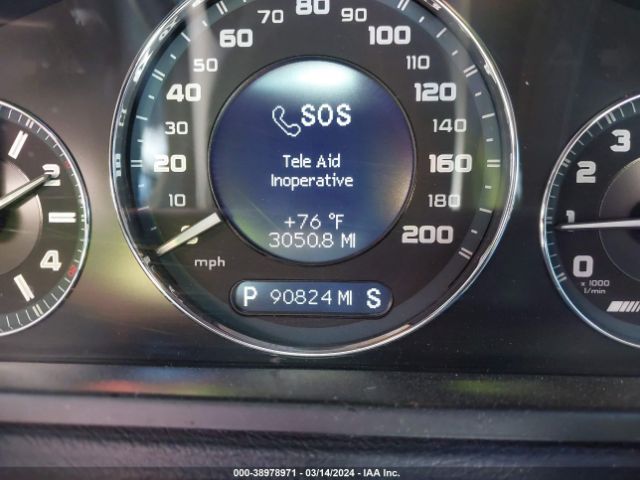 70 80 90
60 100
50 110
40 120
30 140
20 160
10 180
0 200
mph
SOS
Tele Aid
Inoperative
+76 °F
3050.8 MI
P 90824 MI S
2
4
3
2
1
0
x 1000
1/min
000-38978971 - 03/14/2024 - IAA Inc.